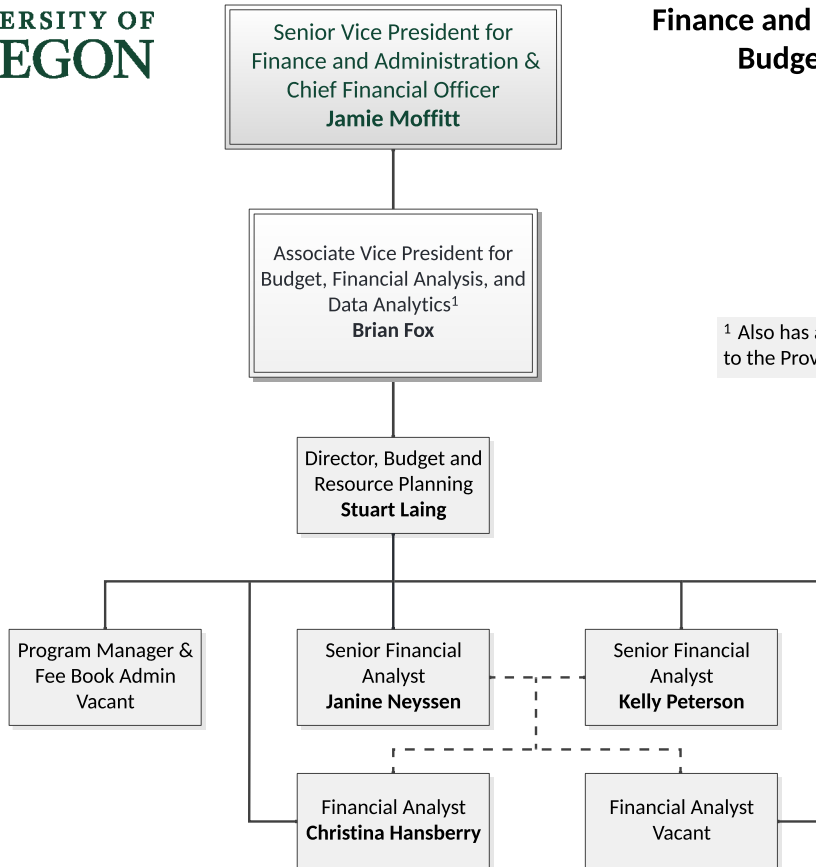 ERSITY OF
EGON
Finance and
Budge
Senior Vice President for
Finance and Administration &
Chief Financial Officer
Jamie Moffitt
Associate Vice President for
Budget, Financial Analysis, and
Data Analytics¹
Brian Fox
¹ Also has a
to the Prov
Director, Budget and
Resource Planning
Stuart Laing
Program Manager &
Fee Book Admin
Vacant
Senior Financial
Analyst
Janine Neyssen
Senior Financial
Analyst
Kelly Peterson
Financial Analyst
Christina Hansberry
Financial Analyst
Vacant